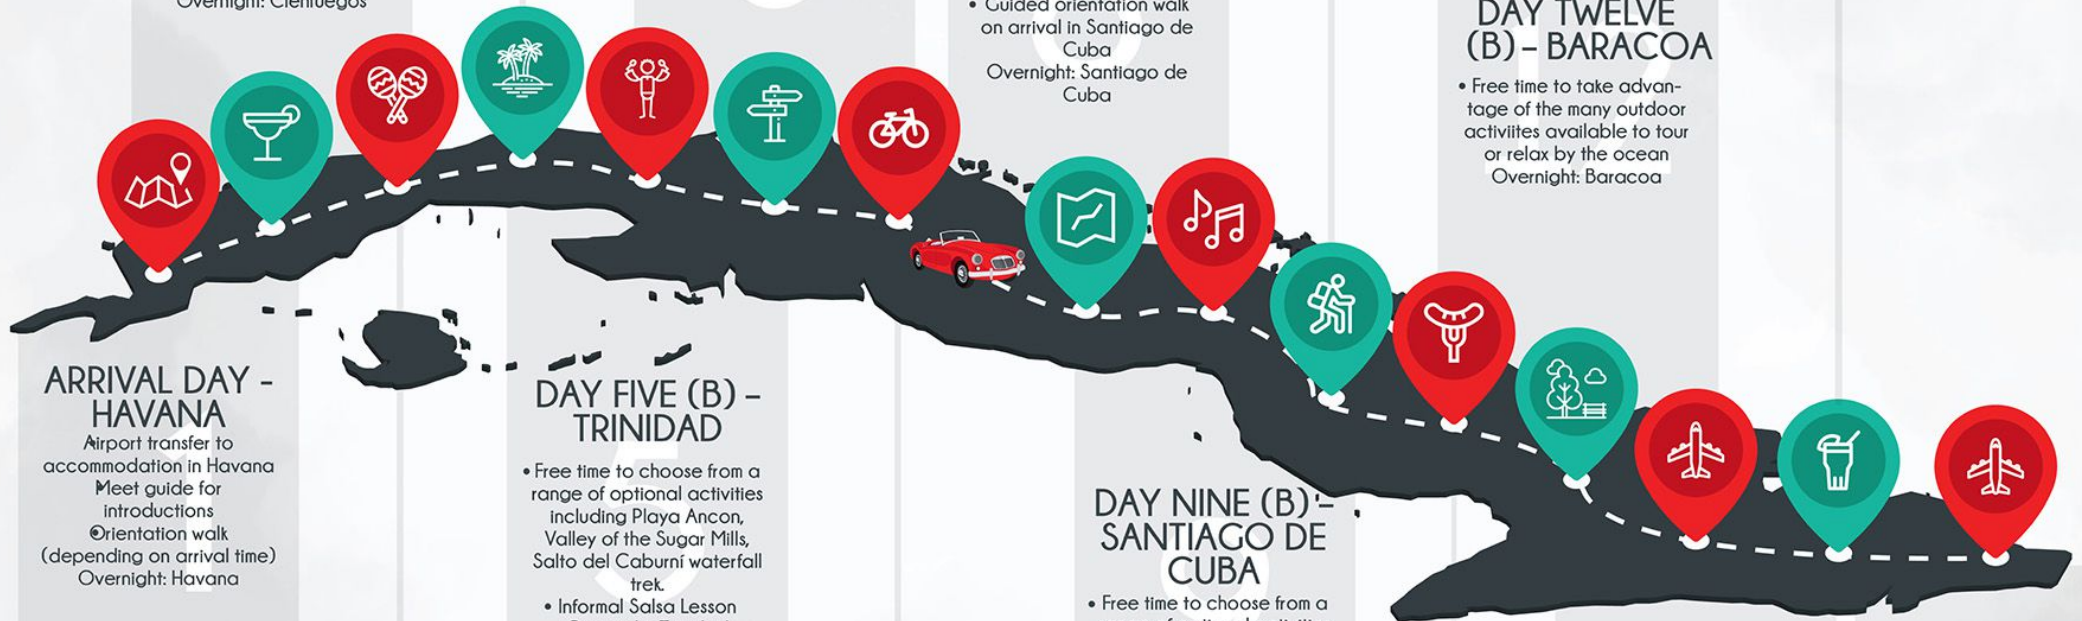 Overnight: Cienfuegos
• Guided orientation walk
on arrival in Santiago de
Cuba
Overnight: Santiago de
Cuba
DAY TWELVE
(B) – BARACOA
• Free time to take advan-
tage of the many outdoor
activiites available to tour
or relax by the ocean
Overnight: Baracoa
ARRIVAL DAY -
HAVANA
Airport transfer to
accommodation in Havana
Meet guide for
introductions
Orientation walk
(depending on arrival time)
Overnight: Havana
1
DAY FIVE (B) –
TRINIDAD
• Free time to choose from a
range of optional activities
including Playa Ancon,
Valley of the Sugar Mills,
Salto del Caburní waterfall
trek.
• Informal Salsa Lesson
5
DAY NINE (B) –
SANTIAGO DE
CUBA
• Free time to choose from a